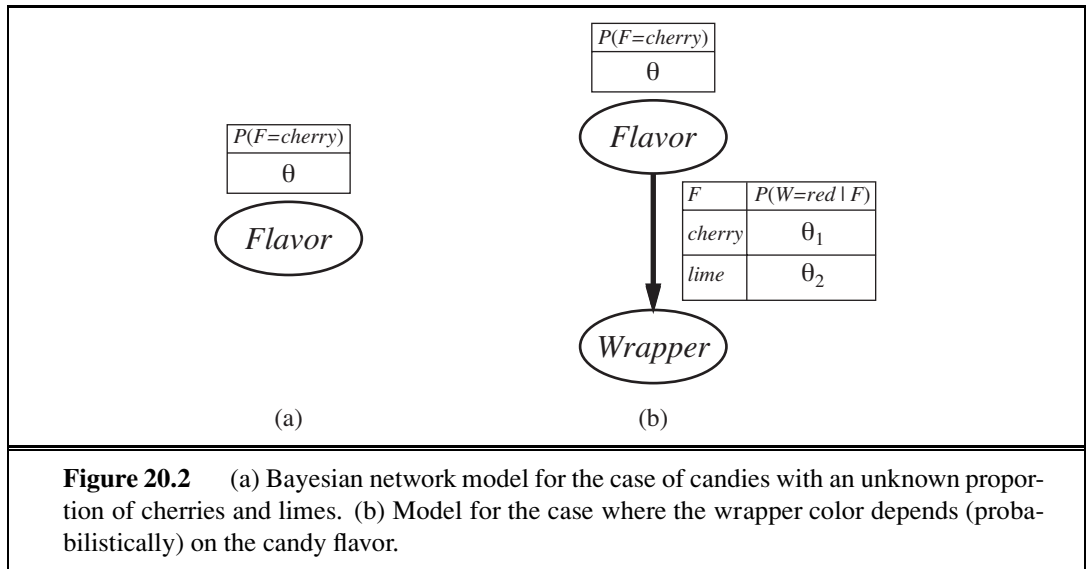 P(F=cherry)
θ
Flavor
(a)
P(F=cherry)
θ
Flavor
F P(W=red | F)
cherry θ1
lime θ2
Wrapper
(b)
Figure 20.2 (a) Bayesian network model for the case of candies with an unknown propor-
tion of cherries and limes. (b) Model for the case where the wrapper color depends (proba-
bilistically) on the candy flavor.